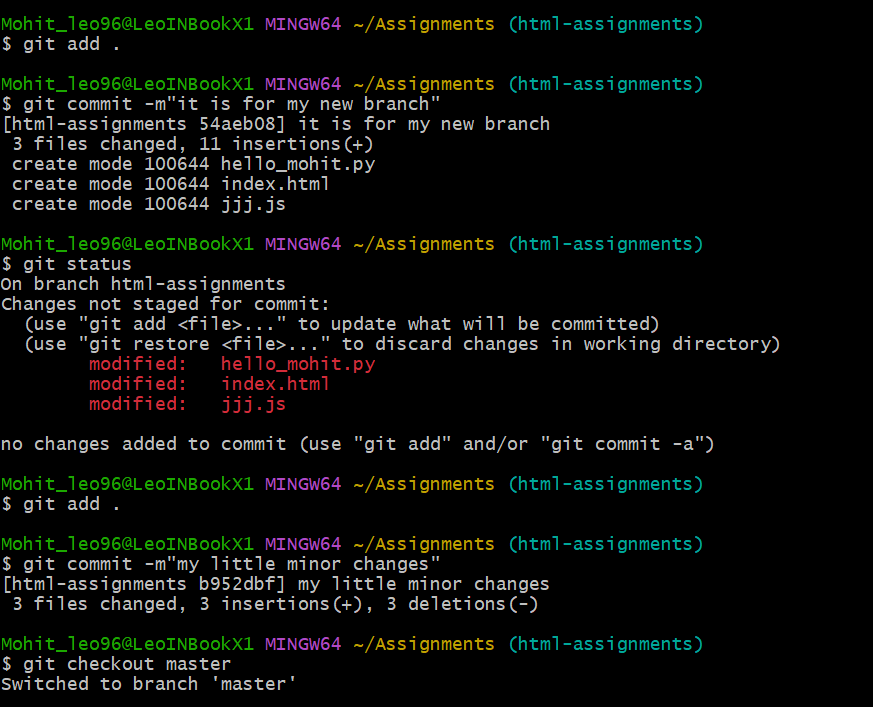 Mohit_leo96@LeoINBookX1 MINGW64 ~/Assignments (html-assignments)
$ git add .
Mohit_leo96@LeoINBookX1 MINGW64 ~/Assignments (html-assignments)
$ git commit -m"it is for my new branch"
[html-assignments 54aeb08] it is for my new branch
 3 files changed, 11 insertions(+)
 create mode 100644 hello_mohit.py
 create mode 100644 index.html
 create mode 100644 jjj.js
Mohit_leo96@LeoINBookX1 MINGW64 ~/Assignments (html-assignments)
$ git status
On branch html-assignments
Changes not staged for commit:
  (use "git add <file>..." to update what will be committed)
  (use "git restore <file>..." to discard changes in working directory)
        modified:   hello_mohit.py
        modified:   index.html
        modified:   jjj.js
no changes added to commit (use "git add" and/or "git commit -a")
Mohit_leo96@LeoINBookX1 MINGW64 ~/Assignments (html-assignments)
$ git add .
Mohit_leo96@LeoINBookX1 MINGW64 ~/Assignments (html-assignments)
$ git commit -m"my little minor changes"
[html-assignments b952dbf] my little minor changes
 3 files changed, 3 insertions(+), 3 deletions(-)
Mohit_leo96@LeoINBookX1 MINGW64 ~/Assignments (html-assignments)
$ git checkout master
Switched to branch 'master'